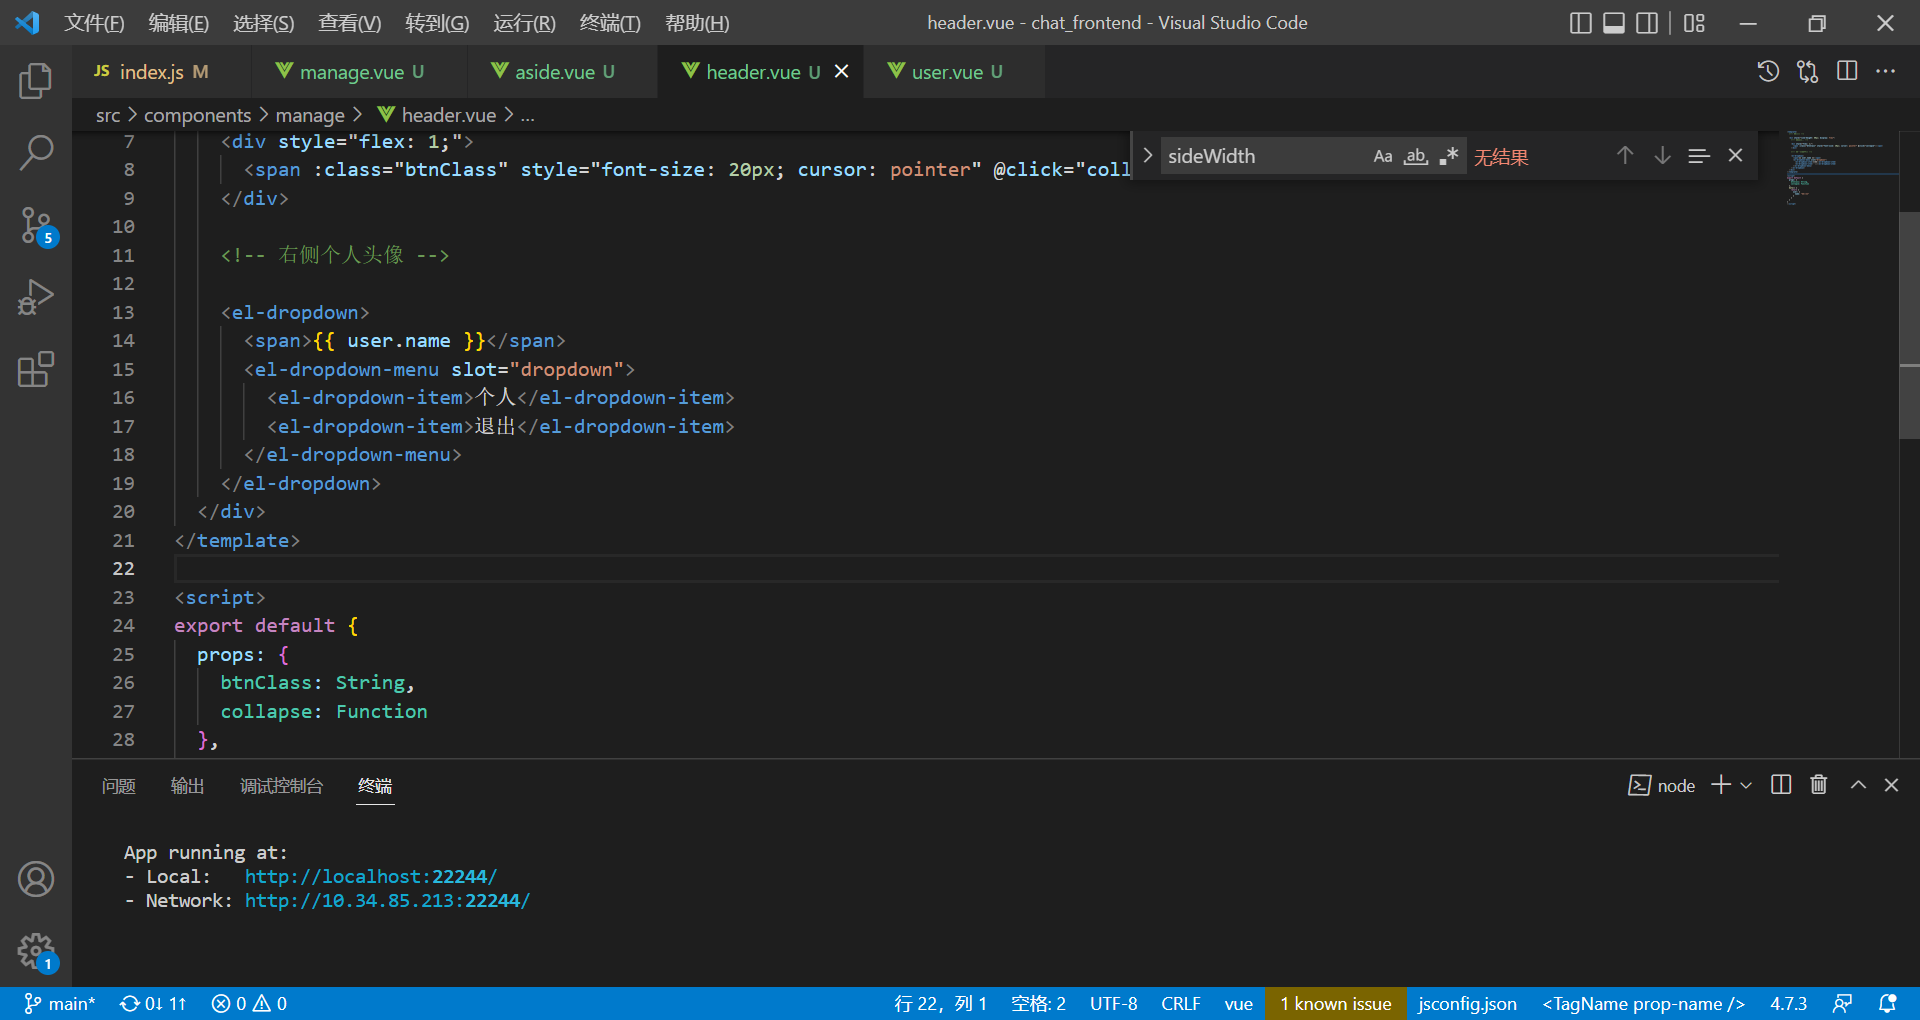 文件(F) 编辑(E) 选择(S) 查看(V) 转到(G) 运行(R) 终端(T) 帮助(H) header.vue - chat_frontend - Visual Studio Code
JS index.js M manage.vue U aside.vue U header.vue U user.vue U
src > components > manage > header.vue > ...
sideWidth Aa ab .* 无结果
7 <div style="flex: 1;">
8 <span :class="btnClass" style="font-size: 20px; cursor: pointer" @click="coll
9 </div>
10
11 <!-- 右侧个人头像 -->
12
13 <el-dropdown>
14 <span>{{ user.name }}</span>
15 <el-dropdown-menu slot="dropdown">
16 <el-dropdown-item>个人</el-dropdown-item>
17 <el-dropdown-item>退出</el-dropdown-item>
18 </el-dropdown-menu>
19 </el-dropdown>
20 </div>
21 </template>
22
23 <script>
24 export default {
25 props: {
26 btnClass: String,
27 collapse: Function
28 },
5
问题 输出 调试控制台 终端 node
App running at:
- Local: http://localhost:22244/
- Network: http://10.34.85.213:22244/
1
main* 0↓ 1↑ 0 0 行 22，列 1 空格: 2 UTF-8 CRLF vue 1 known issue jsconfig.json <TagName prop-name /> 4.7.3